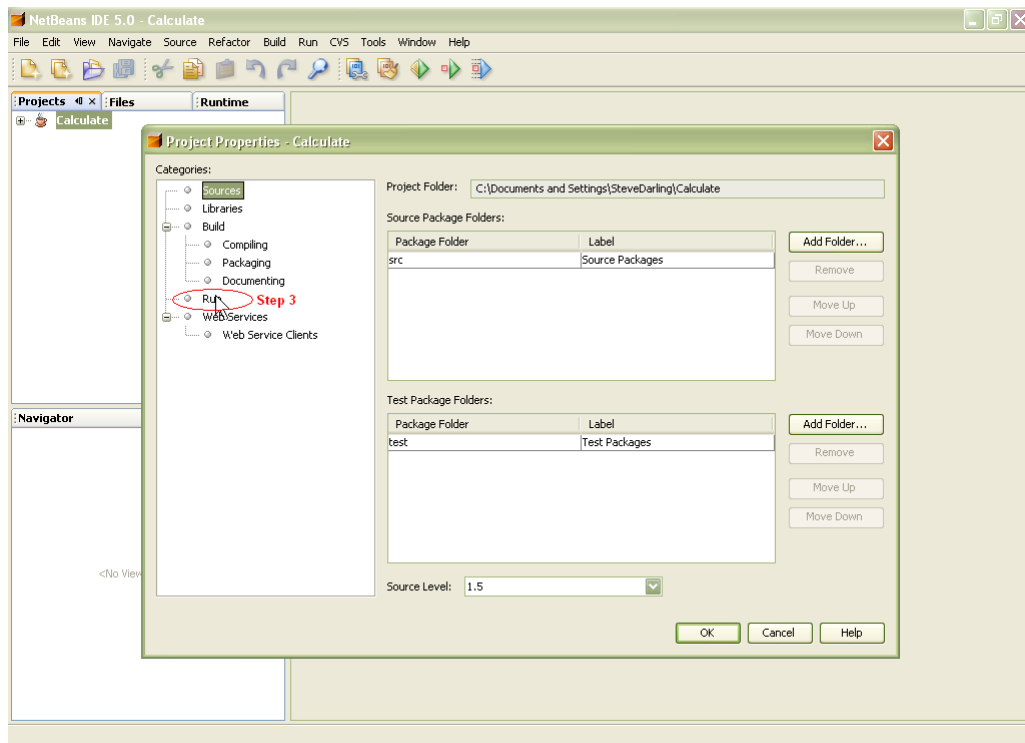 NetBeans IDE 5.0 - Calculate
File Edit View Navigate Source Refactor Build Run CVS Tools Window Help
Projects Files Runtime
Calculate
Project Properties - Calculate
Categories:
Sources
Libraries
Build
Compiling
Packaging
Documenting
Run Step 3
Web Services
Web Service Clients
Project Folder: C:\Documents and Settings\SteveDarling\Calculate
Source Package Folders:
Package Folder Label
src Source Packages
Add Folder...
Remove
Move Up
Move Down
Test Package Folders:
Package Folder Label
test Test Packages
Add Folder...
Remove
Move Up
Move Down
Source Level: 1.5
OK Cancel Help
Navigator
<No View